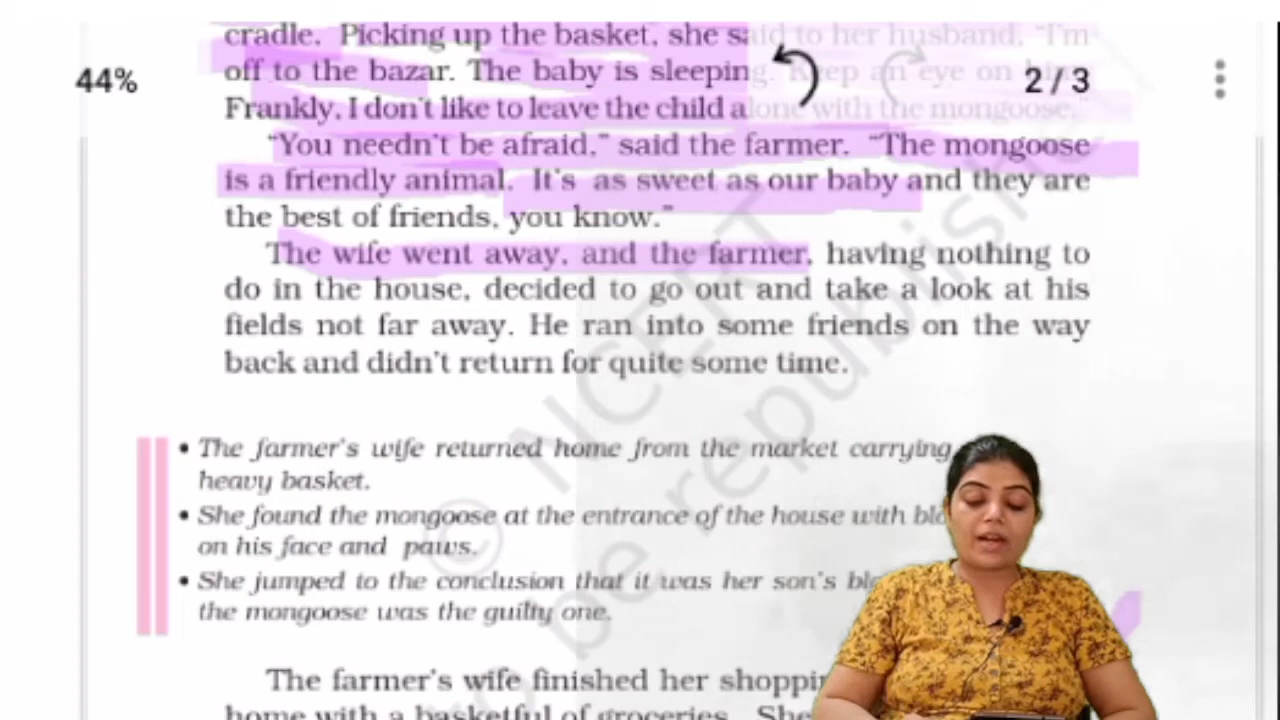 cradle. Picking up the basket, she said to her husband, "I'm
44%
off to the bazar. The baby is sleeping. Keep an eye on him.
2 / 3
Frankly, I don't like to leave the child alone with the mongoose."
"You needn't be afraid," said the farmer. "The mongoose
is a friendly animal. It's as sweet as our baby and they are
the best of friends, you know."
The wife went away, and the farmer, having nothing to
do in the house, decided to go out and take a look at his
fields not far away. He ran into some friends on the way
back and didn't return for quite some time.
© NCERT
be republished
• The farmer's wife returned home from the market carrying
heavy basket.
• She found the mongoose at the entrance of the house with
on his face and paws.
• She jumped to the conclusion that it was her son's
the mongoose was the guilty one.
The farmer's wife finished her
home with a basketful of groceries. She